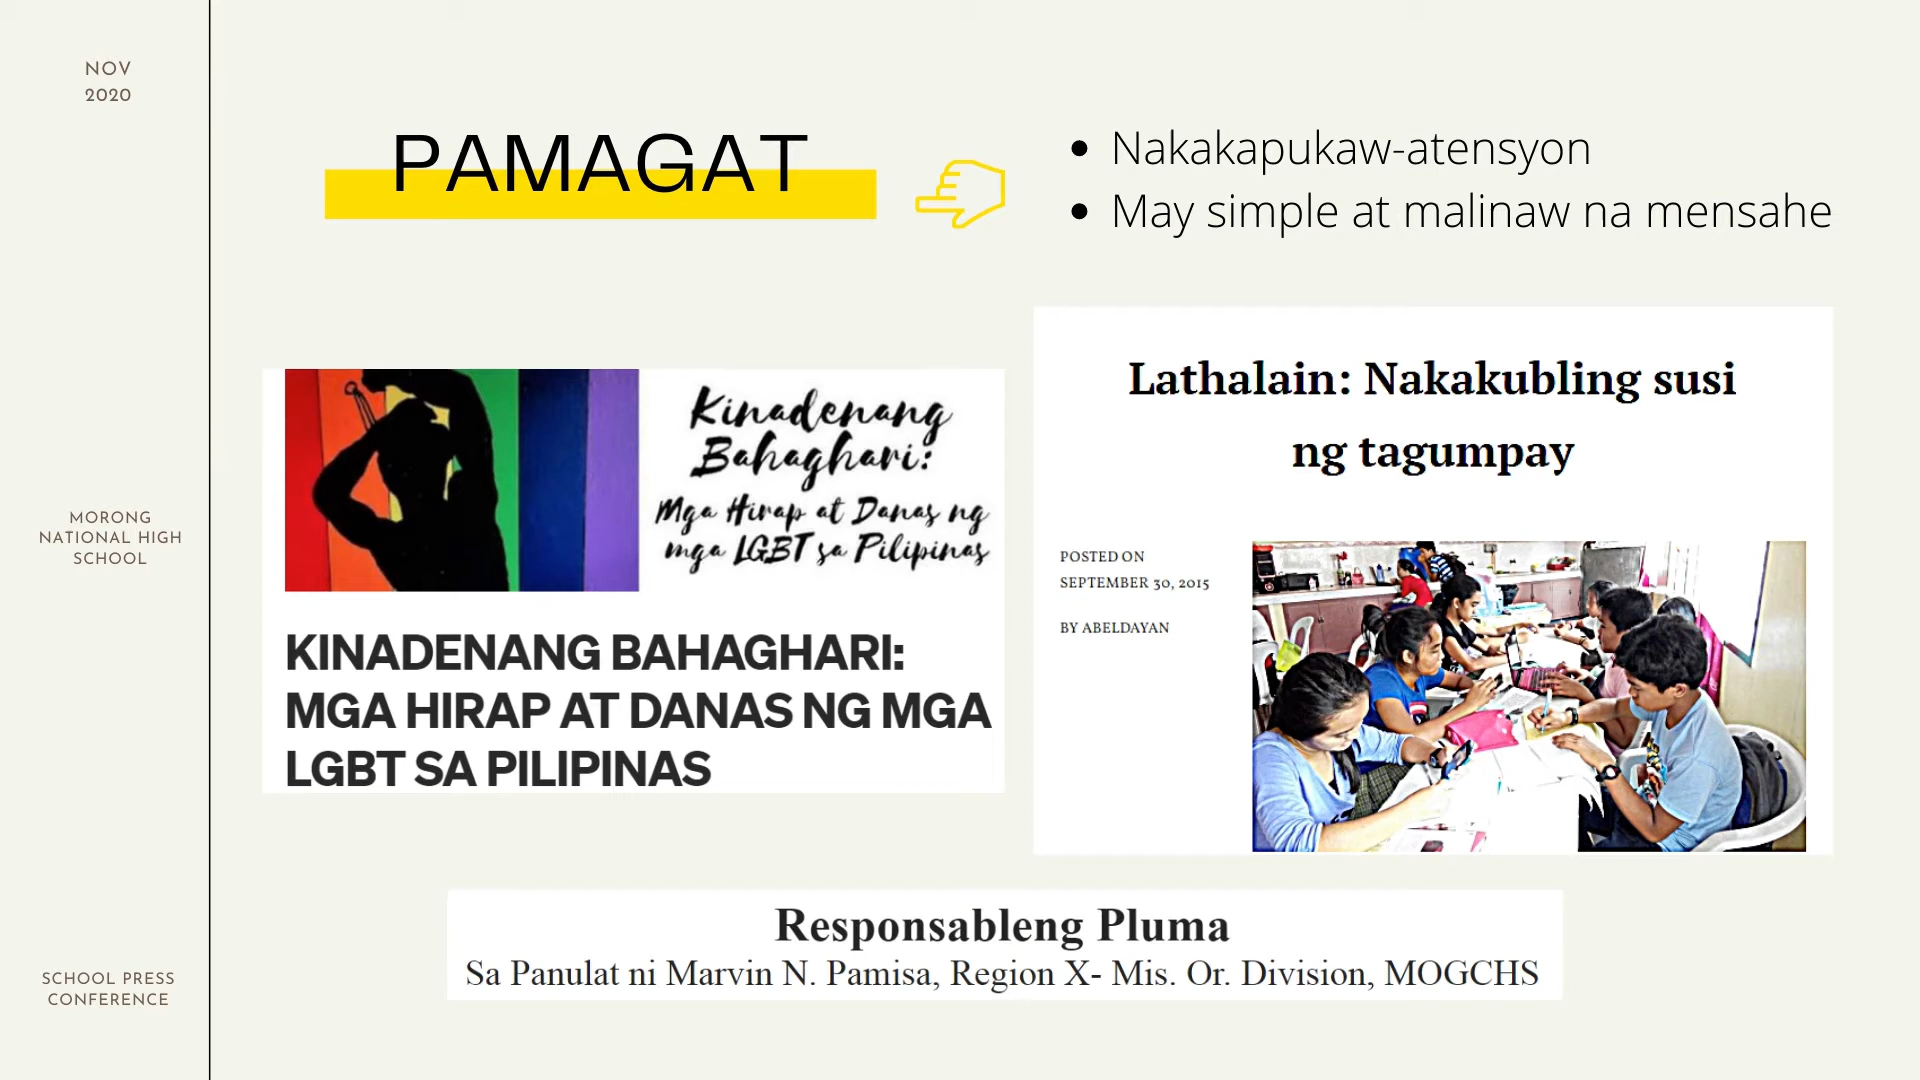 NOV
2020
PAMAGAT
• Nakakapukaw-atensyon
• May simple at malinaw na mensahe
Kinadenang
Bahaghari:
Mga Hirap at Danas ng
mga LGBT sa Pilipinas
KINADENANG BAHAGHARI:
MGA HIRAP AT DANAS NG MGA
LGBT SA PILIPINAS
Lathalain: Nakakubling susi
ng tagumpay
POSTED ON
SEPTEMBER 30, 2015
BY ABELDAYAN
MORONG
NATIONAL HIGH
SCHOOL
Responsableng Pluma
Sa Panulat ni Marvin N. Pamisa, Region X- Mis. Or. Division, MOGCHS
SCHOOL PRESS
CONFERENCE